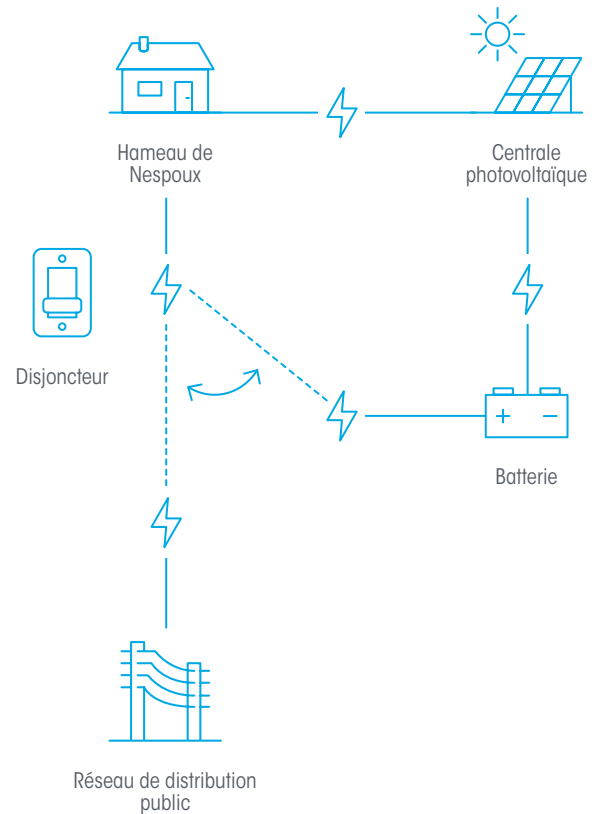 Hameau de
Nespoux
Centrale
photovoltaïque
Disjoncteur
Batterie
Réseau de distribution
public